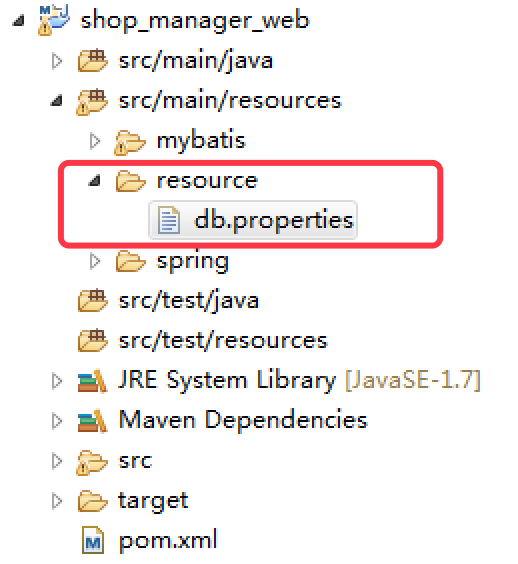 shop_manager_web
src/main/java
src/main/resources
mybatis
resource
db.properties
spring
src/test/java
src/test/resources
JRE System Library [JavaSE-1.7]
Maven Dependencies
src
target
pom.xml